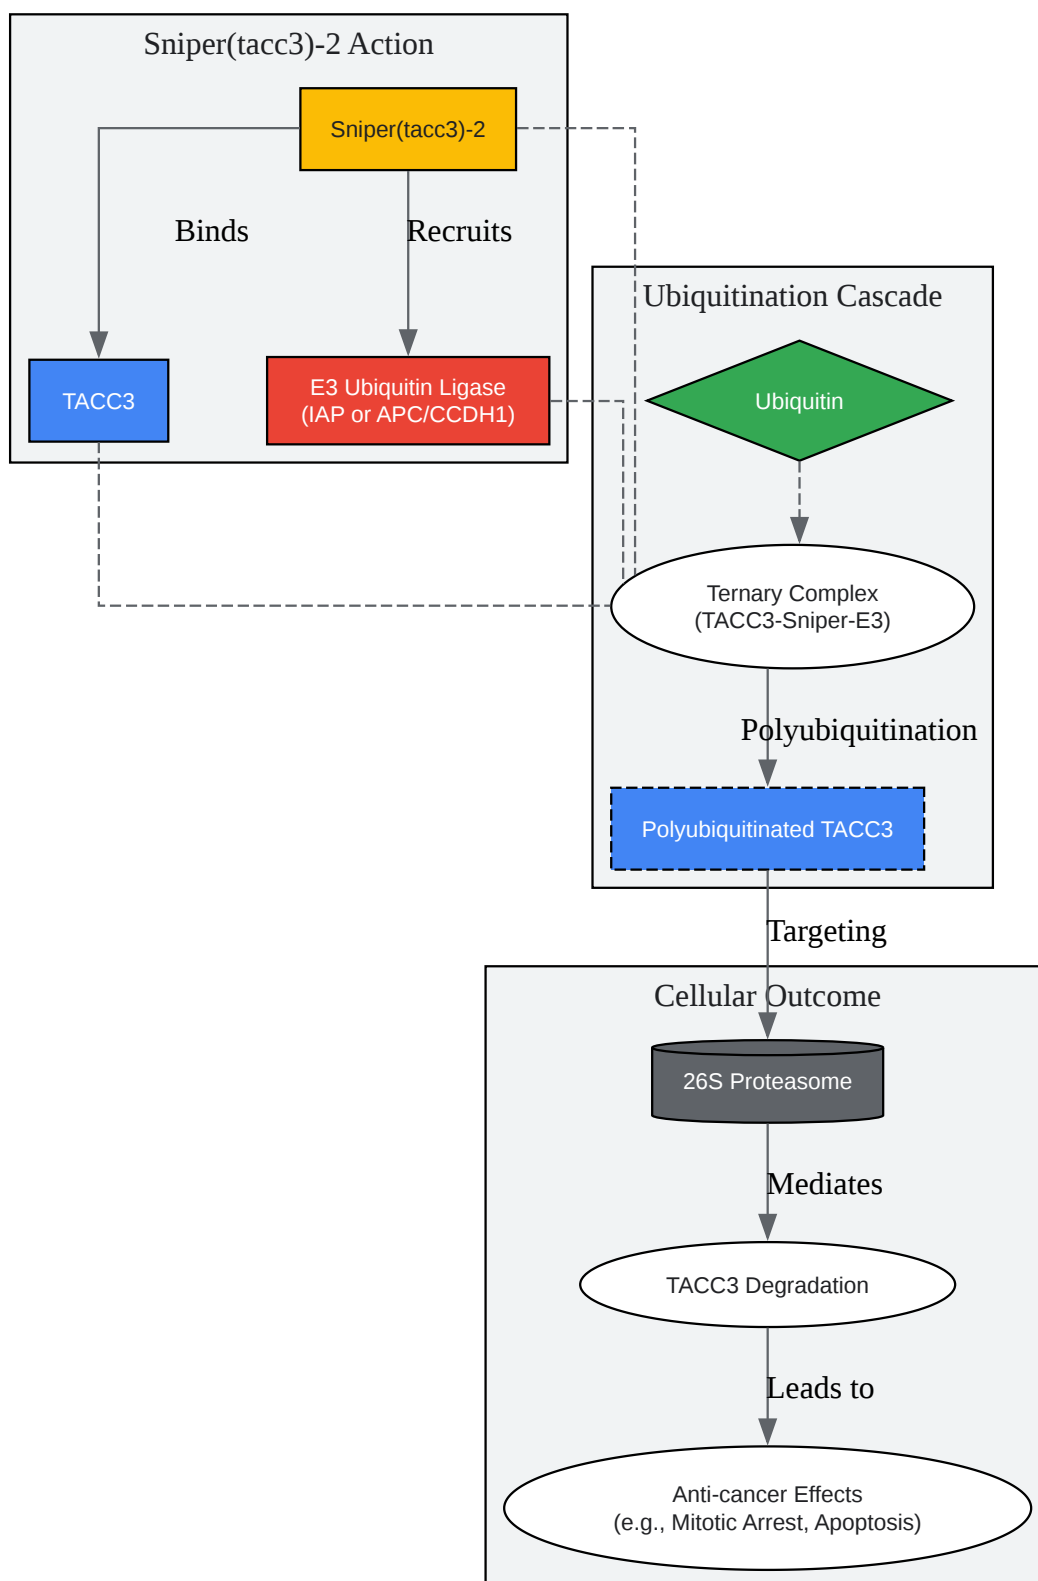 Sniper(tacc3)-2 Action
Sniper(tacc3)-2
Binds
Recruits
TACC3
E3 Ubiquitin Ligase
(IAP or APC/CCDH1)
Ubiquitination Cascade
Ubiquitin
Ternary Complex
(TACC3-Sniper-E3)
Polyubiquitination
Polyubiquitinated TACC3
Targeting
Cellular Outcome
26S Proteasome
Mediates
TACC3 Degradation
Leads to
Anti-cancer Effects
(e.g., Mitotic Arrest, Apoptosis)